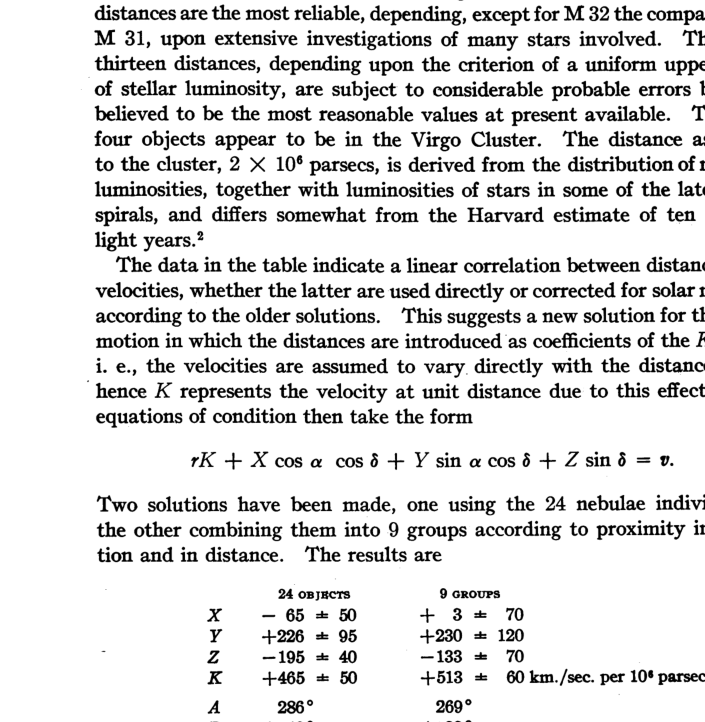 distances are the most reliable, depending, except for M 32 the compa
M 31, upon extensive investigations of many stars involved. Th
thirteen distances, depending upon the criterion of a uniform uppe
of stellar luminosity, are subject to considerable probable errors b
believed to be the most reasonable values at present available. T
four objects appear to be in the Virgo Cluster. The distance as
to the cluster, 2 × 10⁶ parsecs, is derived from the distribution of n
luminosities, together with luminosities of stars in some of the late
spirals, and differs somewhat from the Harvard estimate of ten
light years.²
The data in the table indicate a linear correlation between distanc
velocities, whether the latter are used directly or corrected for solar m
according to the older solutions. This suggests a new solution for th
motion in which the distances are introduced as coefficients of the K
i. e., the velocities are assumed to vary directly with the distance
hence K represents the velocity at unit distance due to this effect
equations of condition then take the form
rK + X cos α cos δ + Y sin α cos δ + Z sin δ = v.
Two solutions have been made, one using the 24 nebulae indivi
the other combining them into 9 groups according to proximity in
tion and in distance. The results are
24 OBJECTS 9 GROUPS
X − 65 ± 50 + 3 ± 70
Y +226 ± 95 +230 ± 120
Z −195 ± 40 −133 ± 70
K +465 ± 50 +513 ± 60 km./sec. per 10⁶ parsec
A 286° 269°